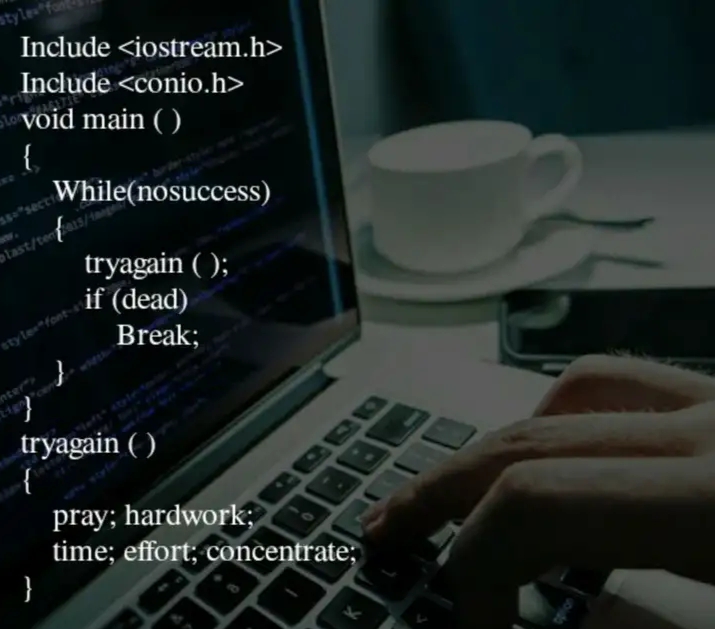 Include <iostream.h>
Include <conio.h>
void main ( )
{
While(nosuccess)
{
tryagain ( );
if (dead)
Break;
}
}
tryagain ( )
{
pray; hardwork;
time; effort; concentrate;
}